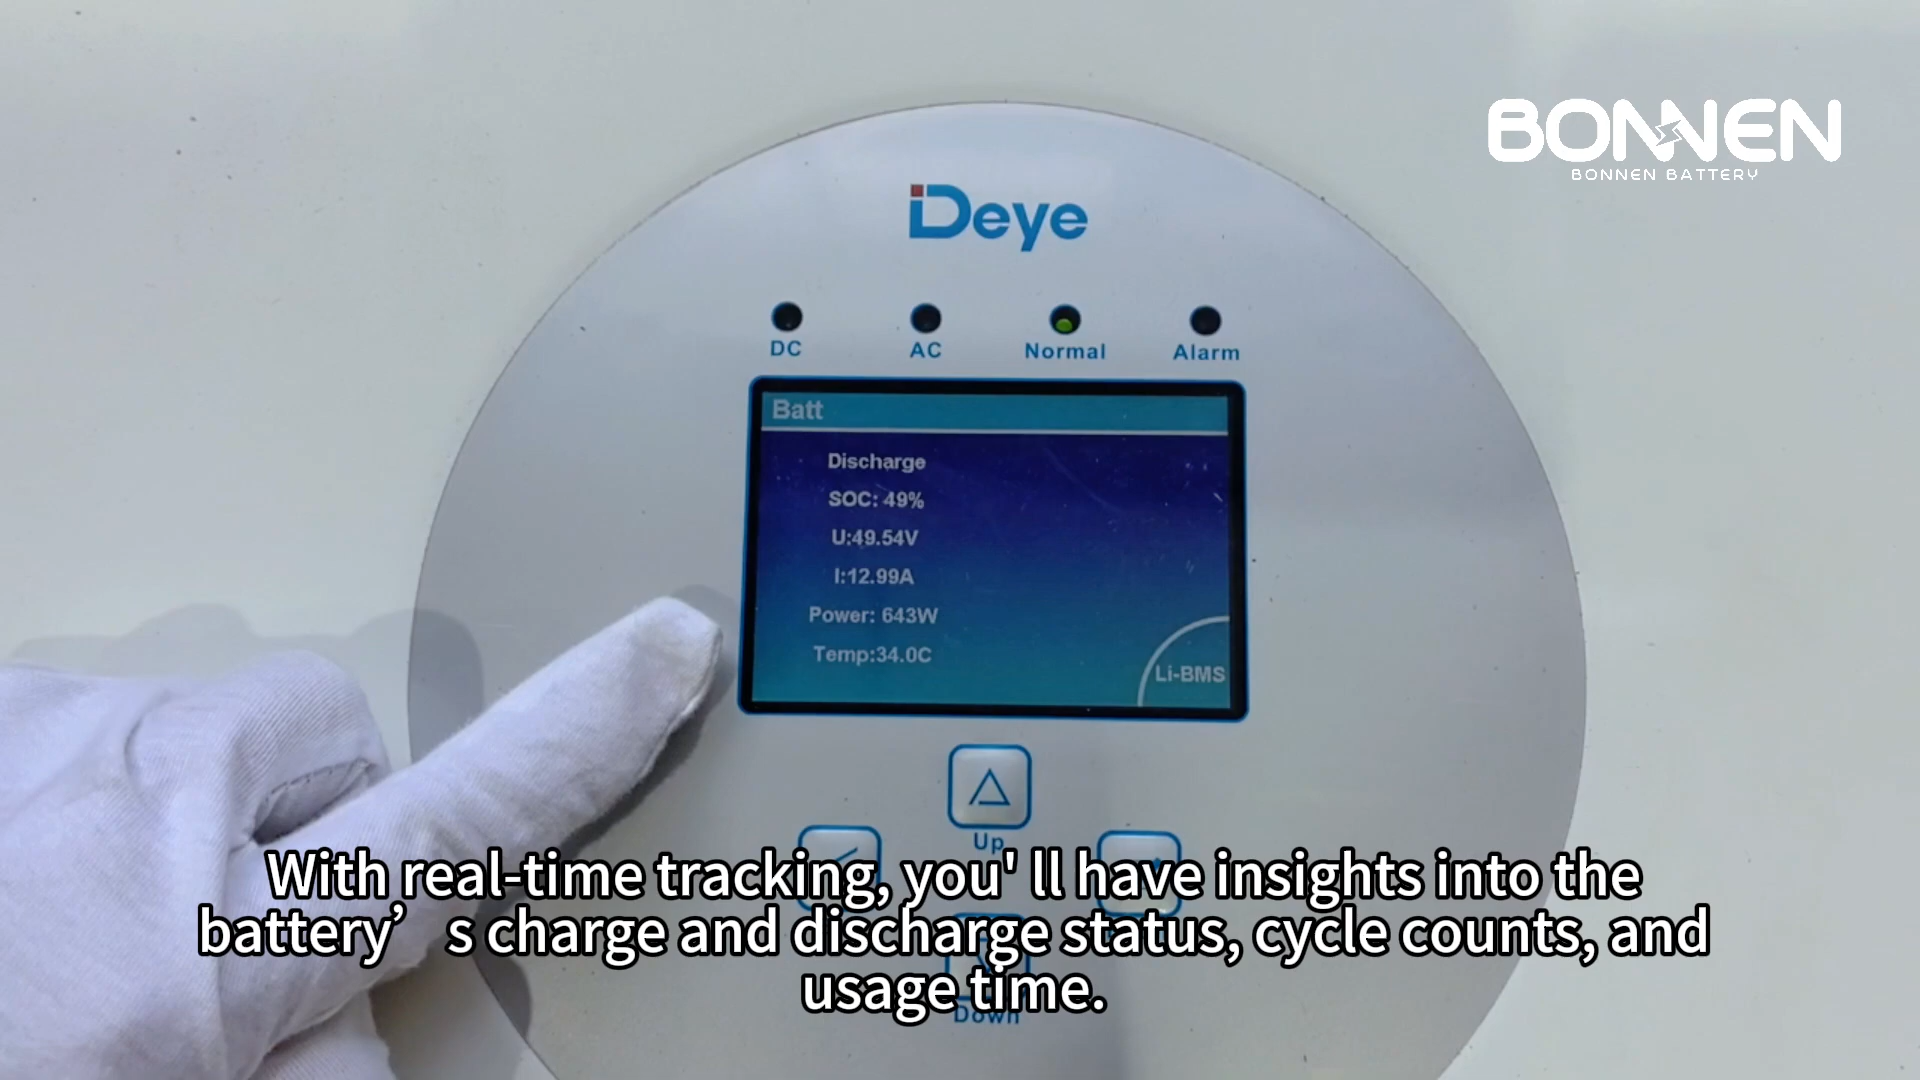 BONNEN
BONNEN BATTERY
Deye
DC AC Normal Alarm
Batt
Discharge
SOC: 49%
U:49.54V
I:12.99A
Power: 643W
Temp:34.0C
Li-BMS
Up
With real-time tracking, you' ll have insights into the
battery’ s charge and discharge status, cycle counts, and
usage time.
Down